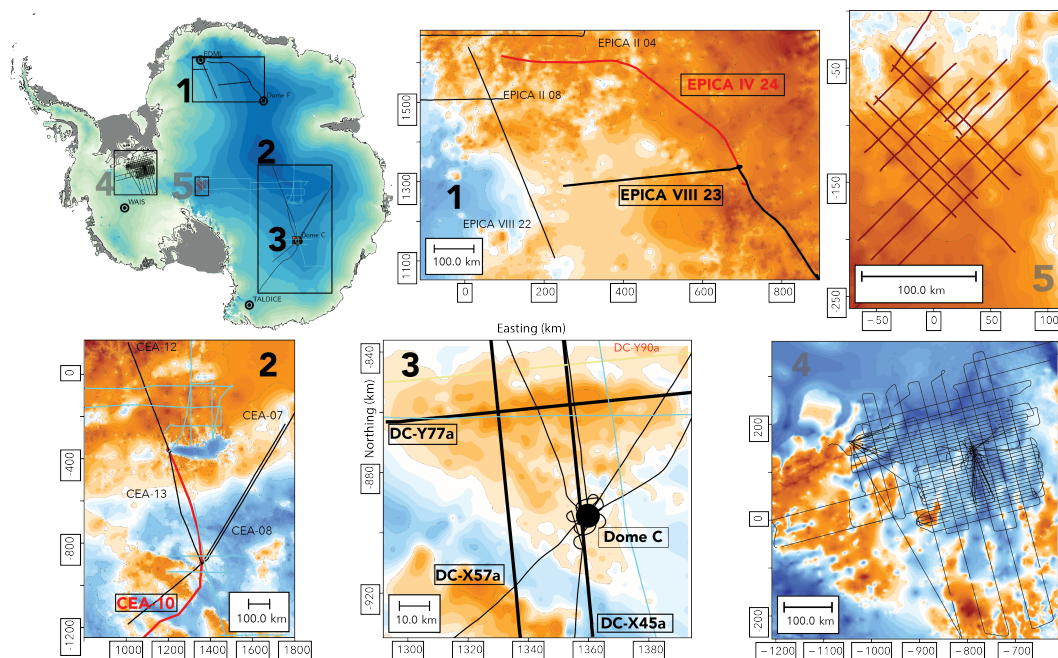 EDML
1
Dome F
2
4
5
WAIS
3
Dome C
TALDICE
EPICA II 04
EPICA IV 24
EPICA II 08
1
EPICA VIII 23
EPICA VIII 22
100.0 km
1500
1300
1100
0
200
400
600
800
−50
−150
−250
100.0 km
5
−50
0
50
100
CEA-12
2
CEA-07
CEA-13
CEA-08
CEA-10
100.0 km
0
−400
−800
−1200
1000
1200
1400
1600
1800
Easting (km)
Northing (km)
3
DC-Y90a
DC-Y77a
Dome C
DC-X57a
DC-X45a
10.0 km
−840
−880
−920
1300
1320
1340
1360
1380
4
200
0
100.0 km
−1200
−1100
−1000
−900
−800
−700